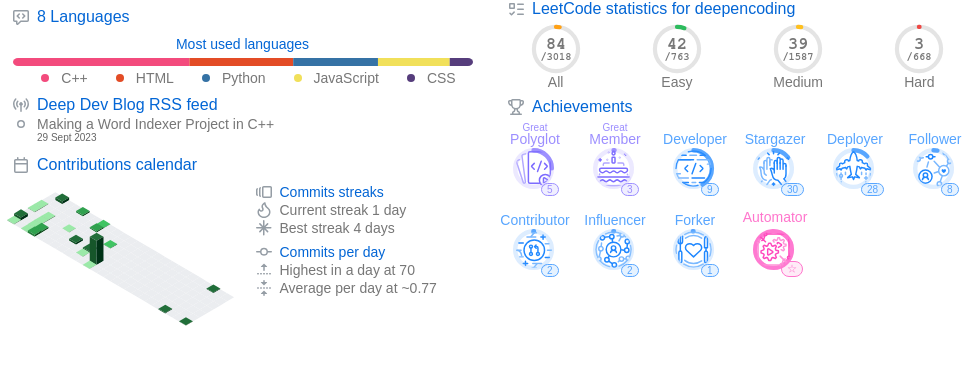 8 Languages
Most used languages
C++ HTML Python JavaScript CSS
Deep Dev Blog RSS feed
Making a Word Indexer Project in C++
29 Sept 2023
Contributions calendar
Commits streaks
Current streak 1 day
Best streak 4 days
Commits per day
Highest in a day at 70
Average per day at ~0.77
LeetCode statistics for deepencoding
84 42 39 3
/3018 /763 /1587 /668
All Easy Medium Hard
Achievements
Great Great
Polyglot Member Developer Stargazer Deployer Follower
5 3 9 30 28 8
Contributor Influencer Forker Automator
2 2 1